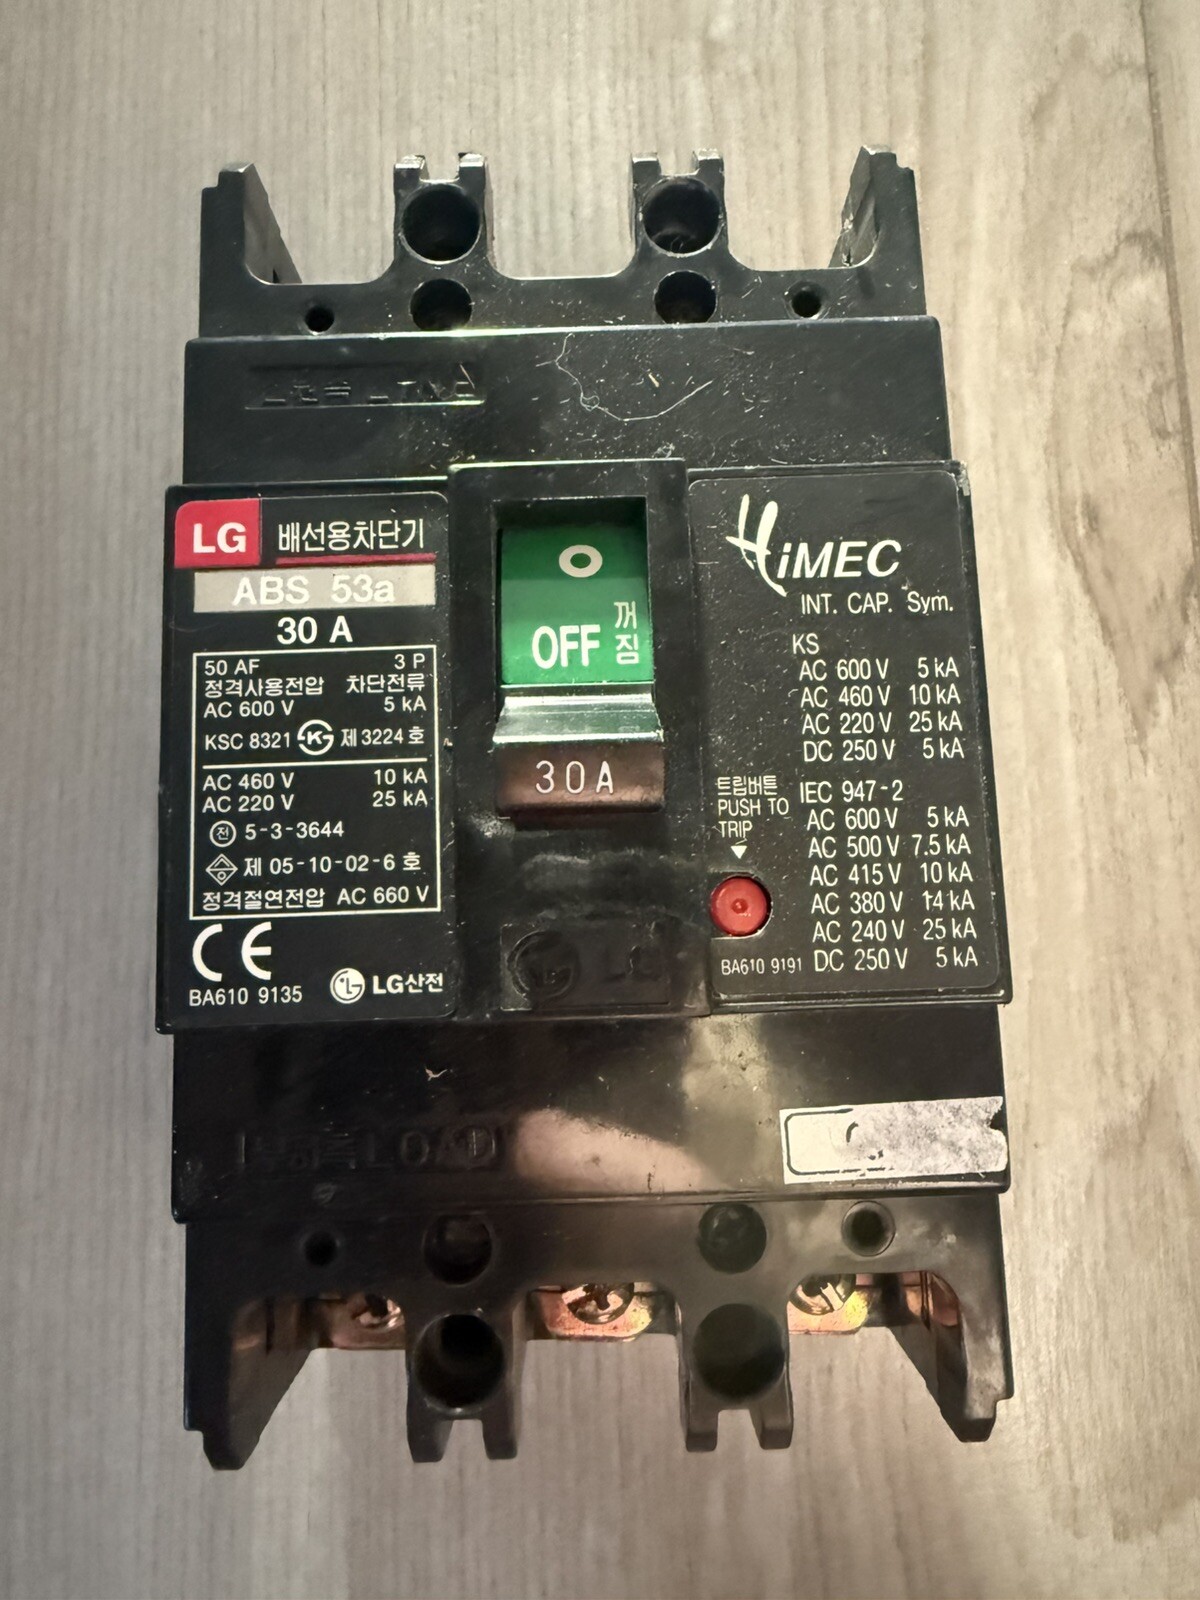 LINE
LG 배선용차단기
ABS 53a
30 A
50 AF 3 P
정격사용전압 차단전류
AC 600 V 5 kA
KSC 8321 K 제 3224 호
AC 460 V 10 kA
AC 220 V 25 kA
전 5-3-3644
제 05-10-02-6 호
정격절연전압 AC 660 V
CE
BA610 9135 LG산전
OFF 꺼짐
30A
HiMEC
INT. CAP. Sym.
KS
AC 600 V 5 kA
AC 460 V 10 kA
AC 220 V 25 kA
DC 250 V 5 kA
트립버튼
PUSH TO
TRIP
IEC 947-2
AC 600 V 5 kA
AC 500 V 7.5 kA
AC 415 V 10 kA
AC 380 V 14 kA
AC 240 V 25 kA
DC 250 V 5 kA
BA610 9191
LG
부하측 LOAD